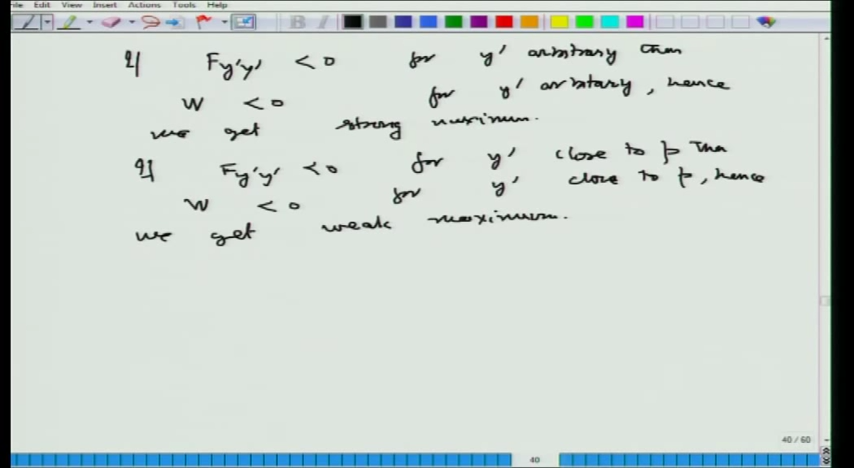 File Edit View Insert Actions Tools Help
If Fy'y' < 0 for y' arbitrary then
W < 0 for y' arbitrary, hence
we get strong maximum.
If Fy'y' < 0 for y' close to p then
W < 0 for y' close to p, hence
we get weak maximum.
40/60
40